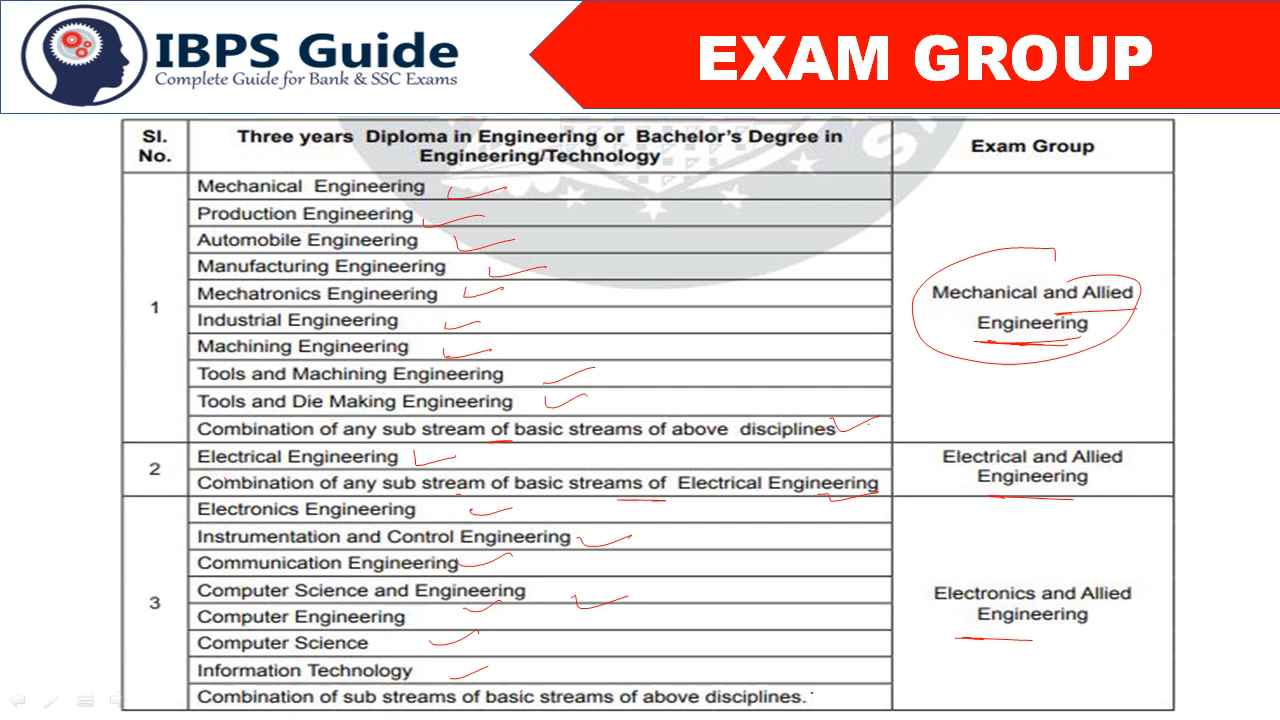 IBPS Guide
Complete Guide for Bank & SSC Exams
EXAM GROUP
Sl. No.
Three years Diploma in Engineering or Bachelor's Degree in
Engineering/Technology
Exam Group
1
Mechanical Engineering
Production Engineering
Automobile Engineering
Manufacturing Engineering
Mechatronics Engineering
Industrial Engineering
Machining Engineering
Tools and Machining Engineering
Tools and Die Making Engineering
Combination of any sub stream of basic streams of above disciplines
Mechanical and Allied
Engineering
2
Electrical Engineering
Combination of any sub stream of basic streams of Electrical Engineering
Electrical and Allied
Engineering
3
Electronics Engineering
Instrumentation and Control Engineering
Communication Engineering
Computer Science and Engineering
Computer Engineering
Computer Science
Information Technology
Combination of sub streams of basic streams of above disciplines.
Electronics and Allied
Engineering